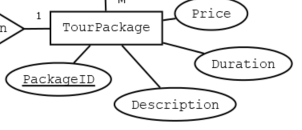 M
Price
1
n
TourPackage
Duration
PackageID
Description